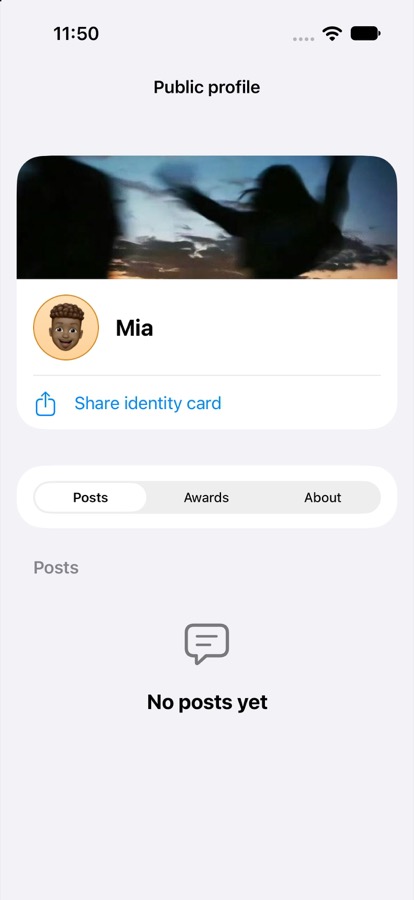 11:50
Public profile
Mia
Share identity card
Posts
Awards
About
Posts
No posts yet